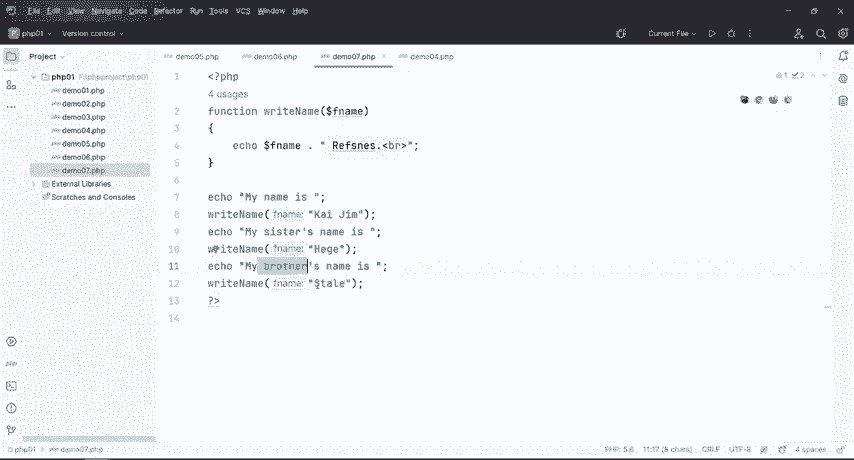 File Edit View Navigate Code Refactor Run Tools VCS Window Help
php01 Version control Current File
Project demo05.php demo06.php demo07.php demo04.php
php01 F:\phpproject\php01
demo01.php
demo02.php
demo03.php
demo04.php
demo05.php
demo06.php
demo07.php
External Libraries
Scratches and Consoles
1 <?php
4 usages
2 function writeName($fname)
3 {
4 echo $fname . " Refsnes.<br>";
5 }
6
7 echo "My name is ";
8 writeName( fname: "Kai Jim");
9 echo "My sister's name is ";
10 writeName( fname: "Hege");
11 echo "My brother's name is ";
12 writeName( fname: "Stale");
13 ?>
14
1 2
php01 > demo07.php PHP: 5.6 11:17 (8 chars) CRLF UTF-8 4 spaces